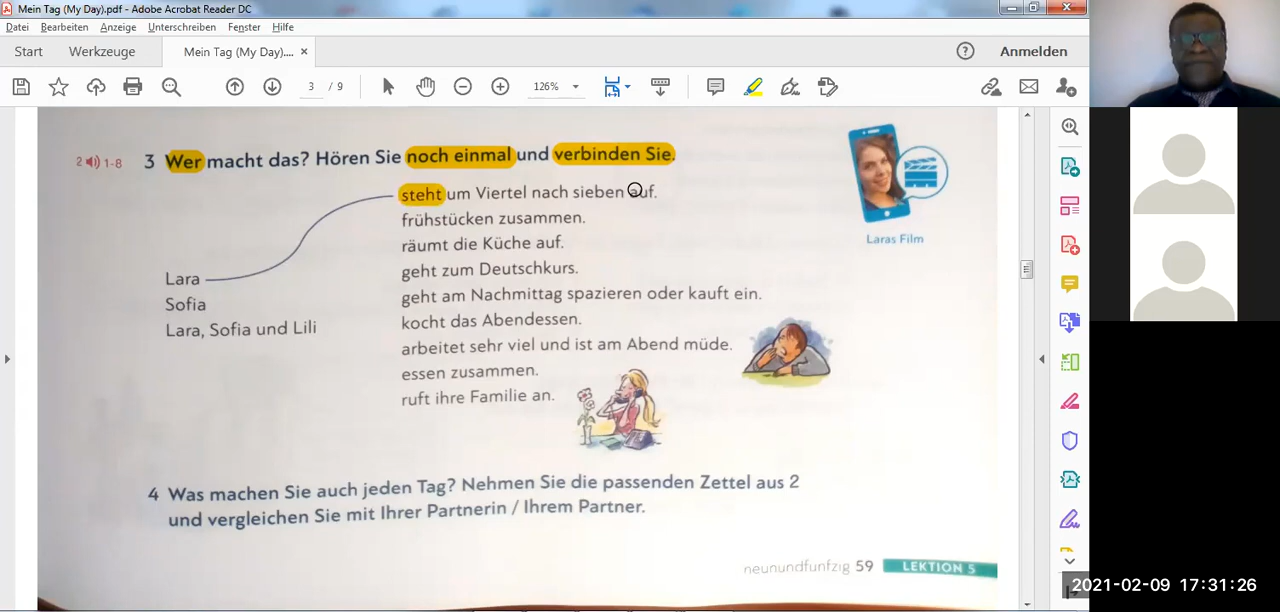 Mein Tag (My Day).pdf - Adobe Acrobat Reader DC
Datei Bearbeiten Anzeige Unterschreiben Fenster Hilfe
Start Werkzeuge Mein Tag (My Day).... × Anmelden
3 / 9 126%
2 1-8 3 Wer macht das? Hören Sie noch einmal und verbinden Sie.
steht um Viertel nach sieben auf.
frühstücken zusammen.
räumt die Küche auf.
geht zum Deutschkurs.
geht am Nachmittag spazieren oder kauft ein.
kocht das Abendessen.
arbeitet sehr viel und ist am Abend müde.
essen zusammen.
ruft ihre Familie an.
Lara
Sofia
Lara, Sofia und Lili
Laras Film
4 Was machen Sie auch jeden Tag? Nehmen Sie die passenden Zettel aus 2
und vergleichen Sie mit Ihrer Partnerin / Ihrem Partner.
neunundfünfzig 59 LEKTION 5
2021-02-09 17:31:26